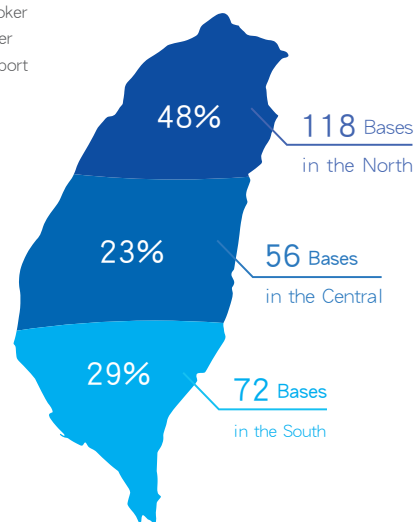 48%
118 Bases
in the North
23%
56 Bases
in the Central
29%
72 Bases
in the South